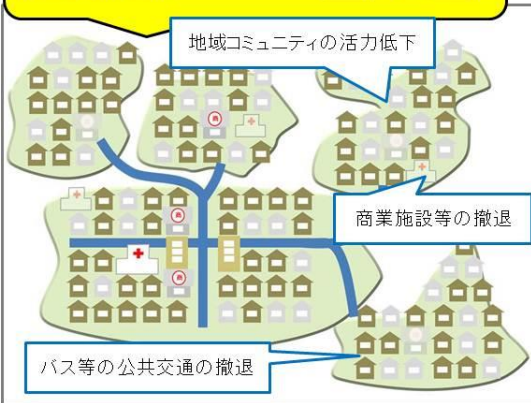 地域コミュニティの活力低下
商業施設等の撤退
バス等の公共交通の撤退